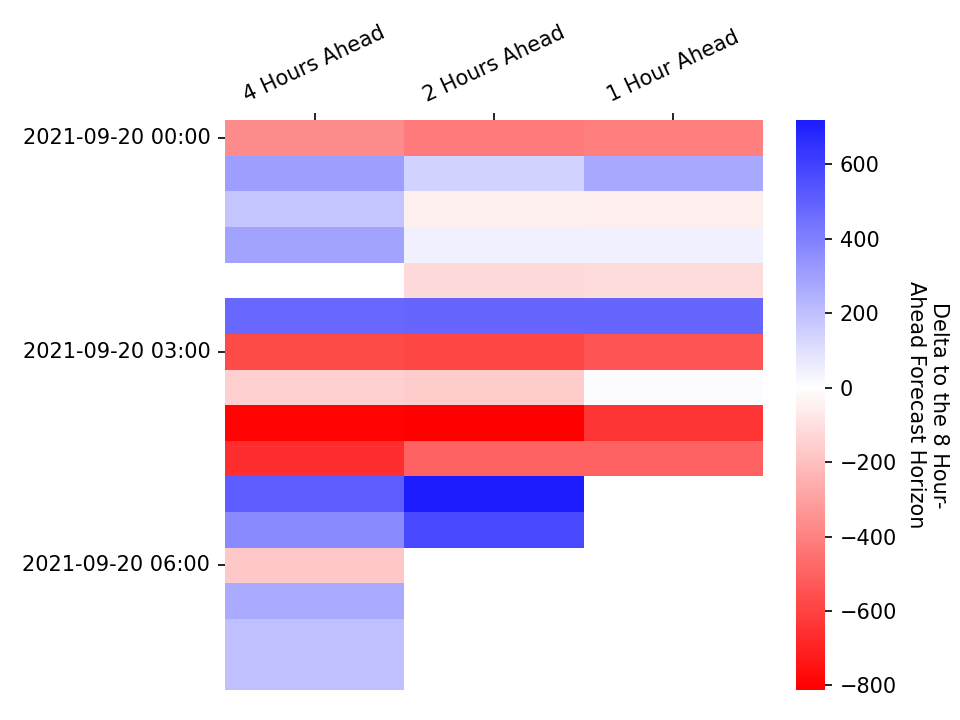 4 Hours Ahead
2 Hours Ahead
1 Hour Ahead
2021-09-20 00:00
2021-09-20 03:00
2021-09-20 06:00
600
400
200
0
−200
−400
−600
−800
Delta to the 8 Hour-
Ahead Forecast Horizon